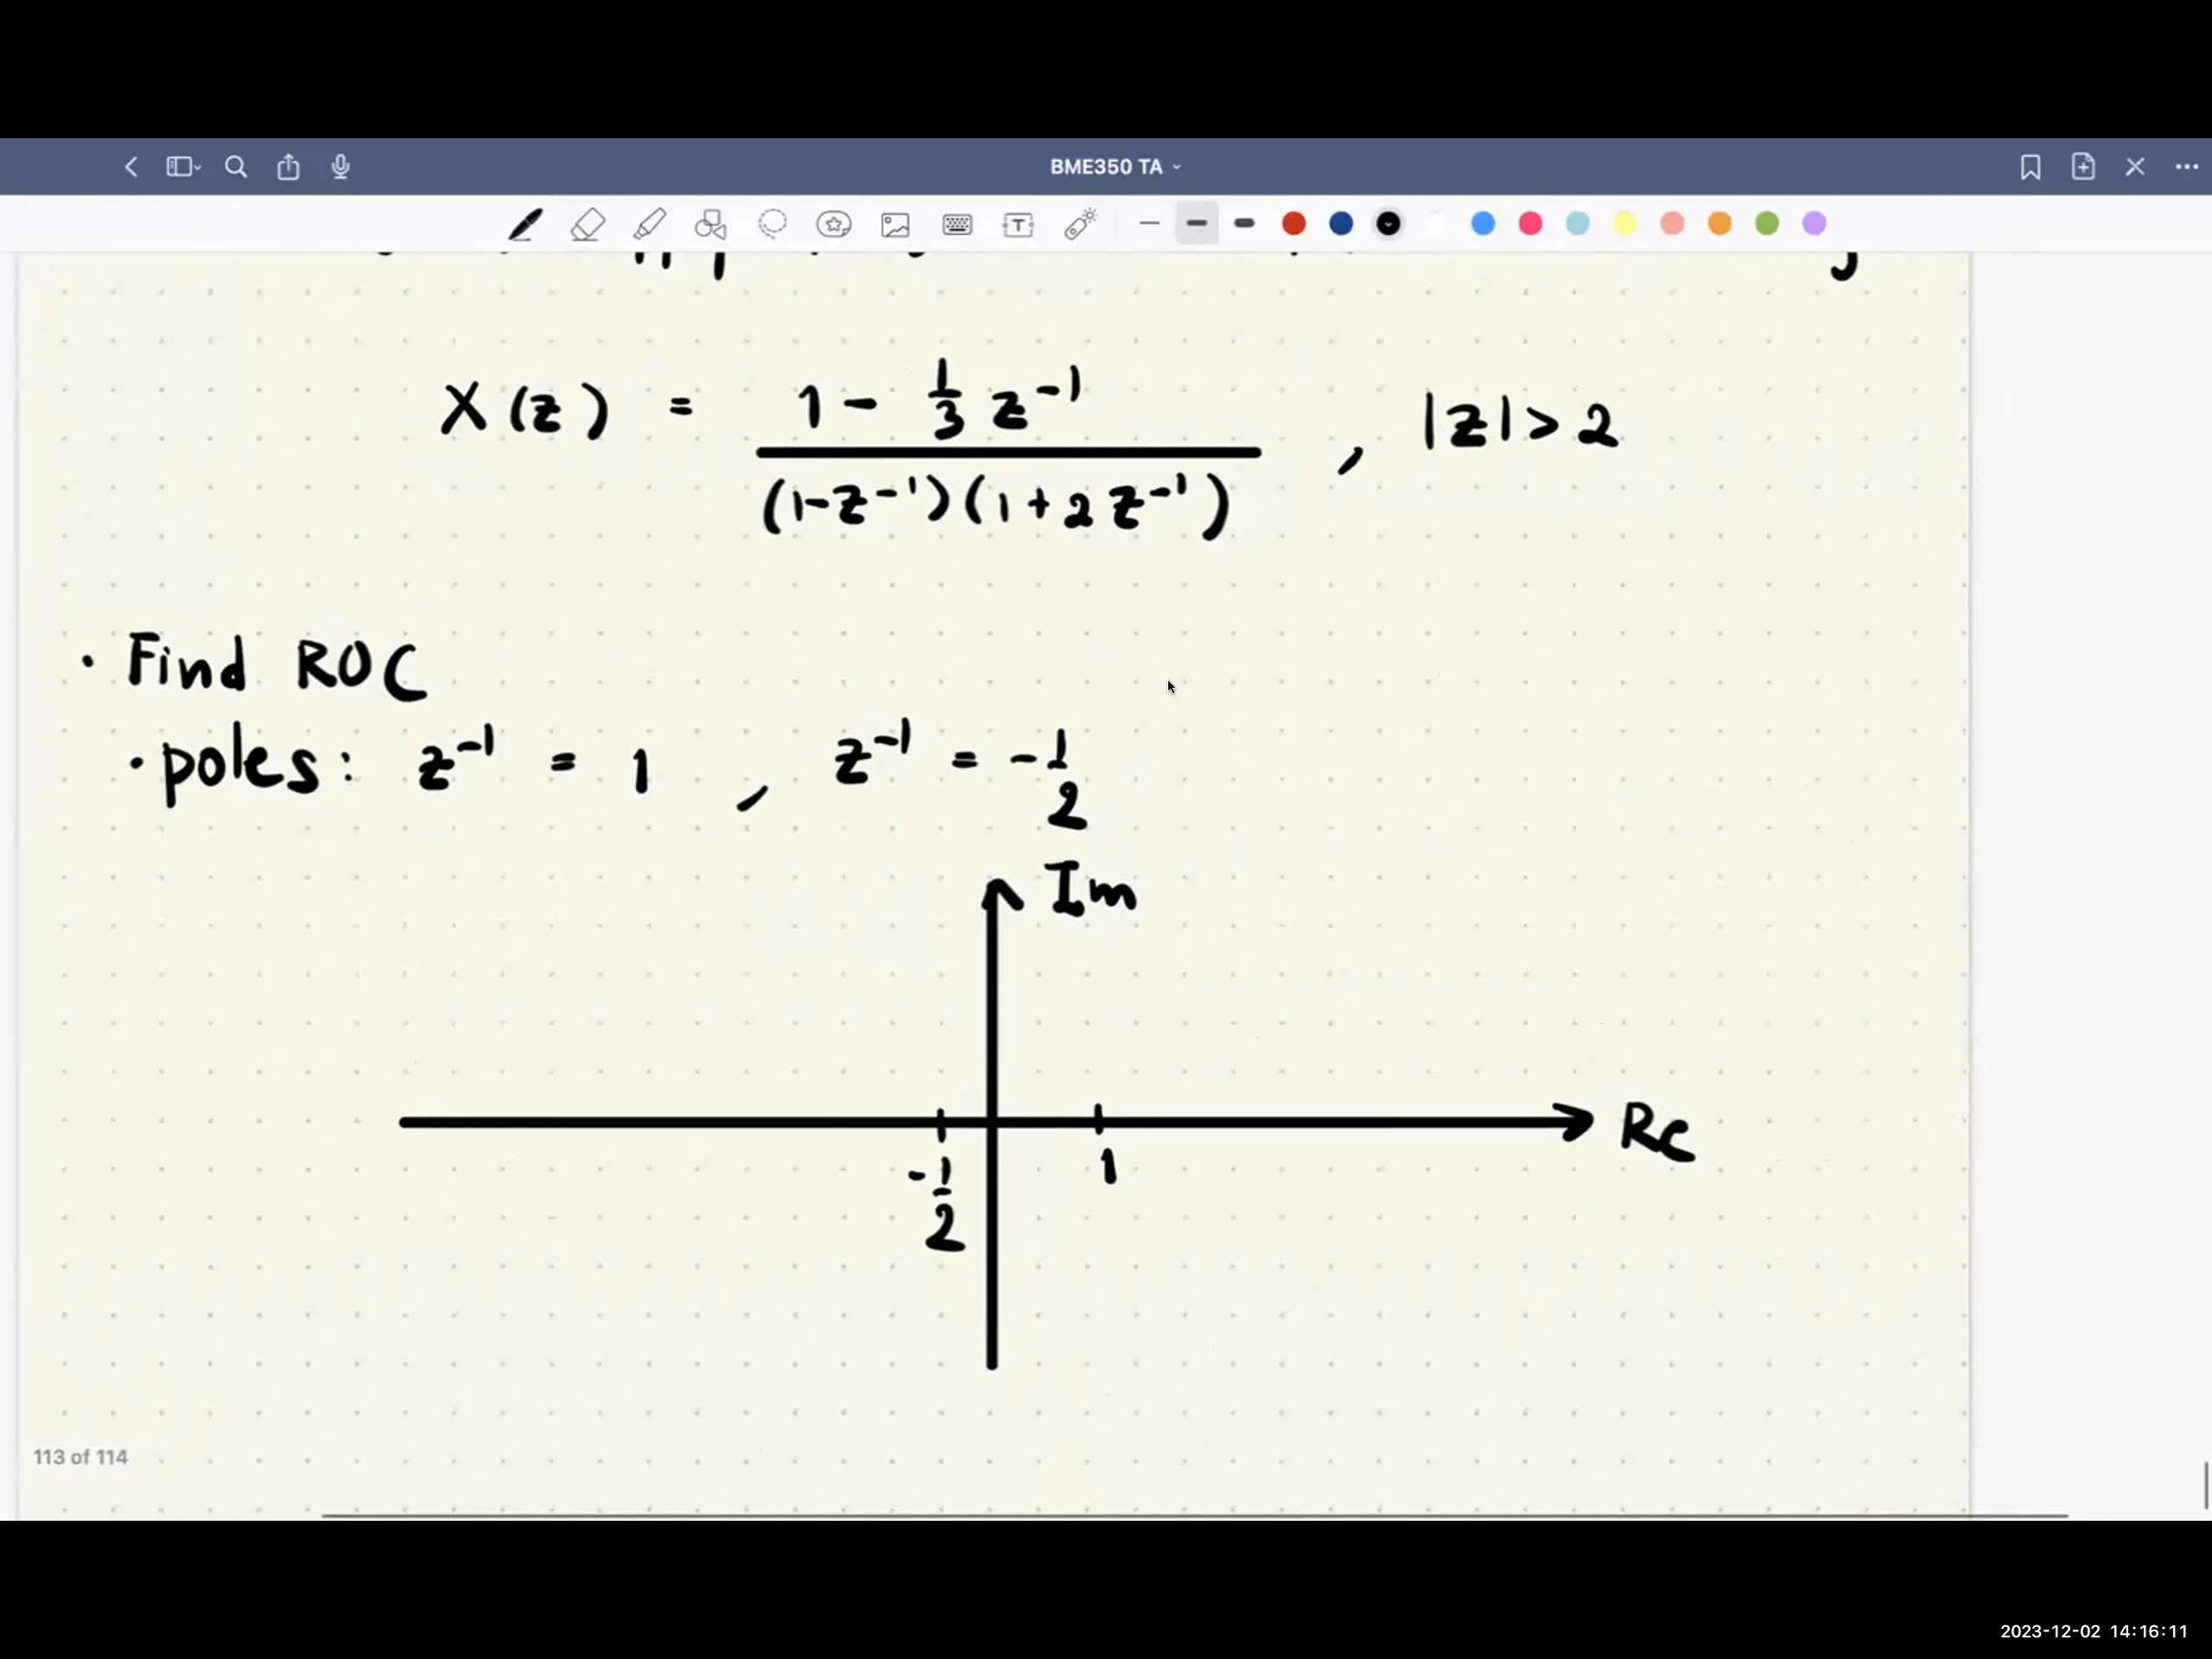 BME350 TA
X(z) = 1 - 1/3 z⁻¹ / (1-z⁻¹)(1+2z⁻¹) , |z|>2
· Find ROC
· poles: z⁻¹ = 1 , z⁻¹ = -1/2
Im
Re
-1/2 1
113 of 114
2023-12-02 14:16:11